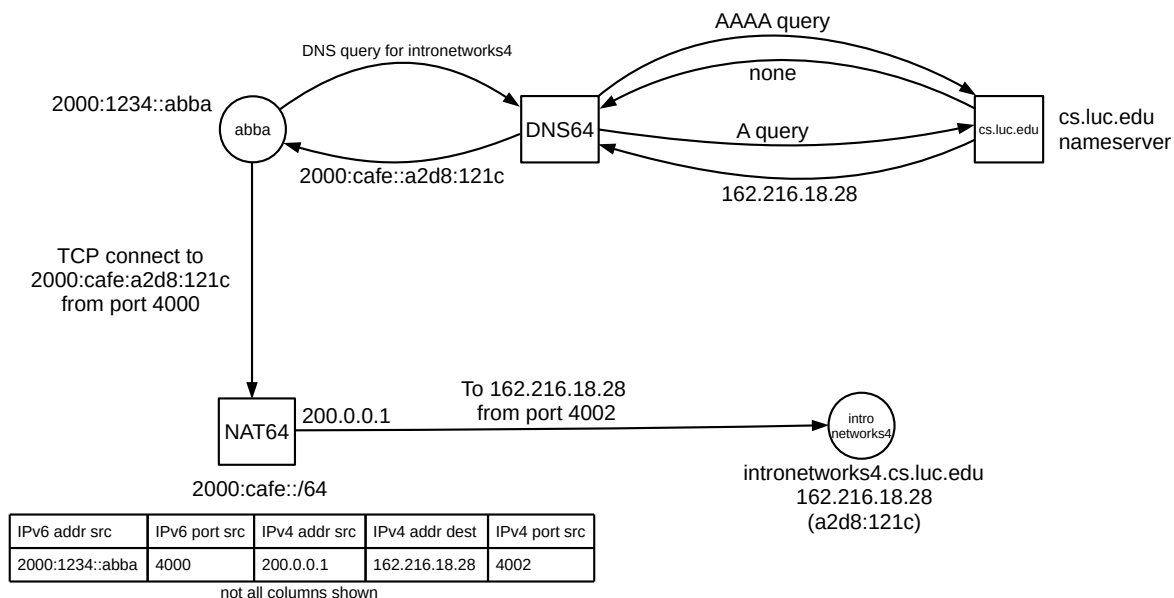 AAAA query
DNS query for intronetworks4
none
2000:1234::abba
abba
DNS64
A query
cs.luc.edu
cs.luc.edu
nameserver
2000:cafe::a2d8:121c
162.216.18.28
TCP connect to
2000:cafe:a2d8:121c
from port 4000
To 162.216.18.28
from port 4002
200.0.0.1
NAT64
intro
networks4
2000:cafe::/64
intronetworks4.cs.luc.edu
162.216.18.28
(a2d8:121c)
IPv6 addr src IPv6 port src IPv4 addr src IPv4 addr dest IPv4 port src
2000:1234::abba 4000 200.0.0.1 162.216.18.28 4002
not all columns shown